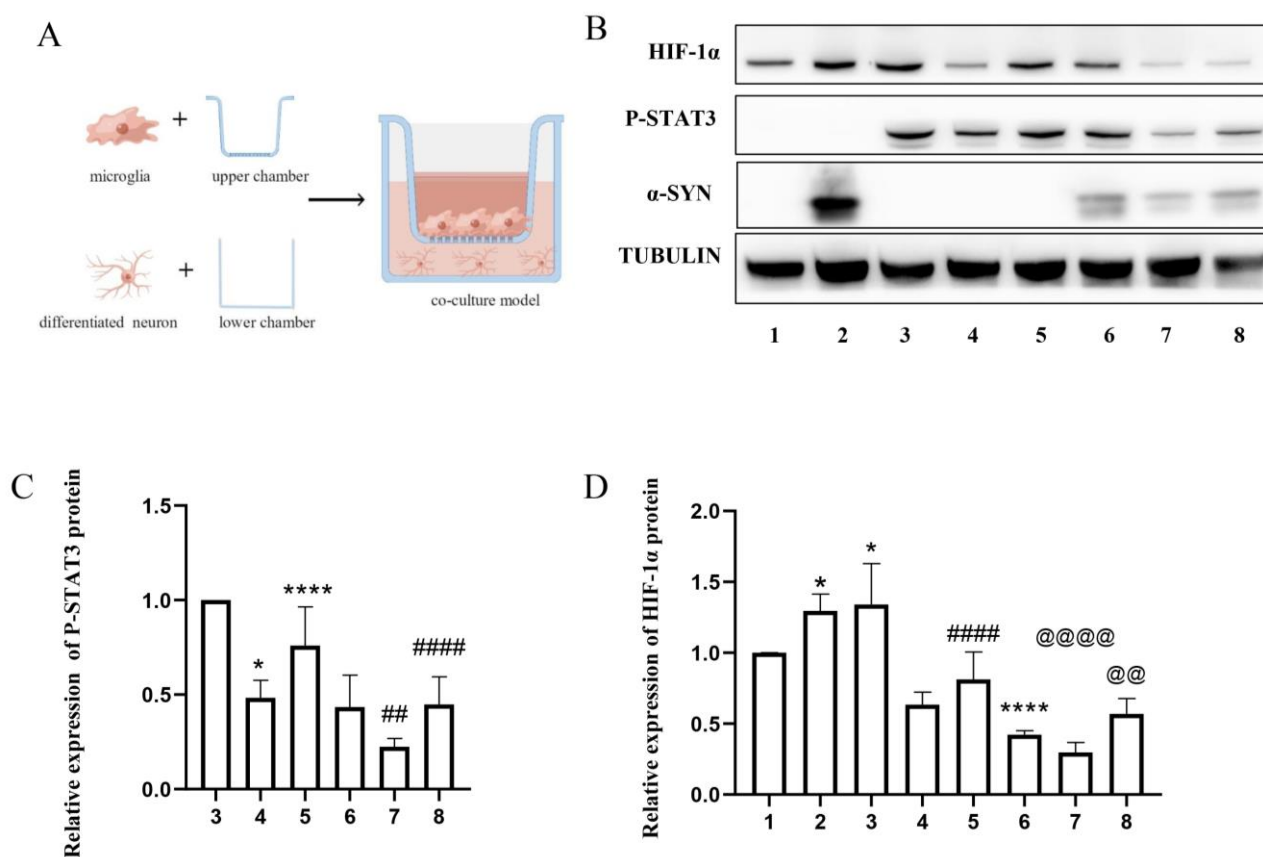 A
microglia
+
upper chamber
differentiated neuron
+
lower chamber
co-culture model
B
HIF-1α
P-STAT3
α-SYN
TUBULIN
1 2 3 4 5 6 7 8
C
Relative expression of P-STAT3 protein
1.5
1.0
0.5
0.0
* **** ## ####
3 4 5 6 7 8
D
Relative expression of HIF-1α protein
2.0
1.5
1.0
0.5
0.0
* * #### **** @@@@ @@
1 2 3 4 5 6 7 8